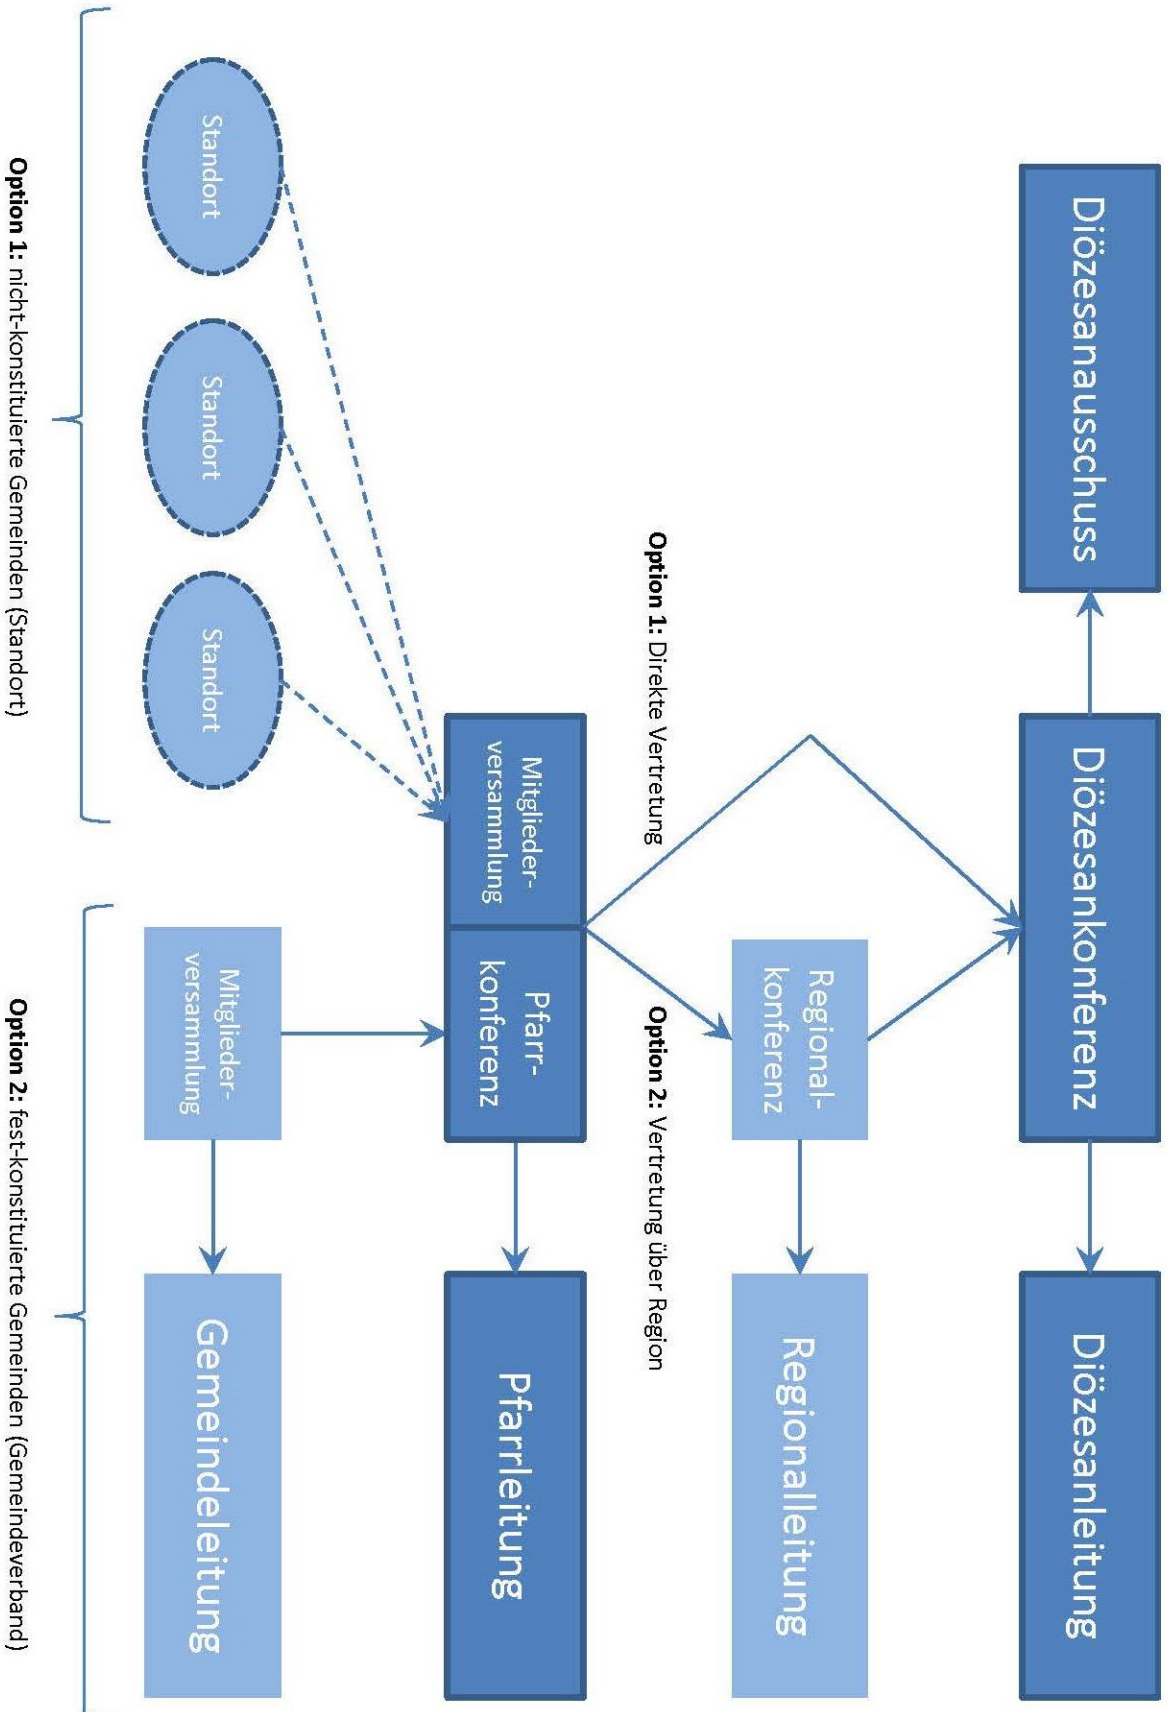 Diözesanausschuss
Diözesankonferenz
Diözesanleitung
Regional-
konferenz
Regionalleitung
Option 1: Direkte Vertretung
Option 2: Vertretung über Region
Mitglieder-
versammlung
Pfarr-
konferenz
Pfarrleitung
Standort
Standort
Standort
Mitglieder-
versammlung
Gemeindeleitung
Option 1: nicht-konstituierte Gemeinden (Standort)
Option 2: fest-konstituierte Gemeinden (Gemeindeverband)